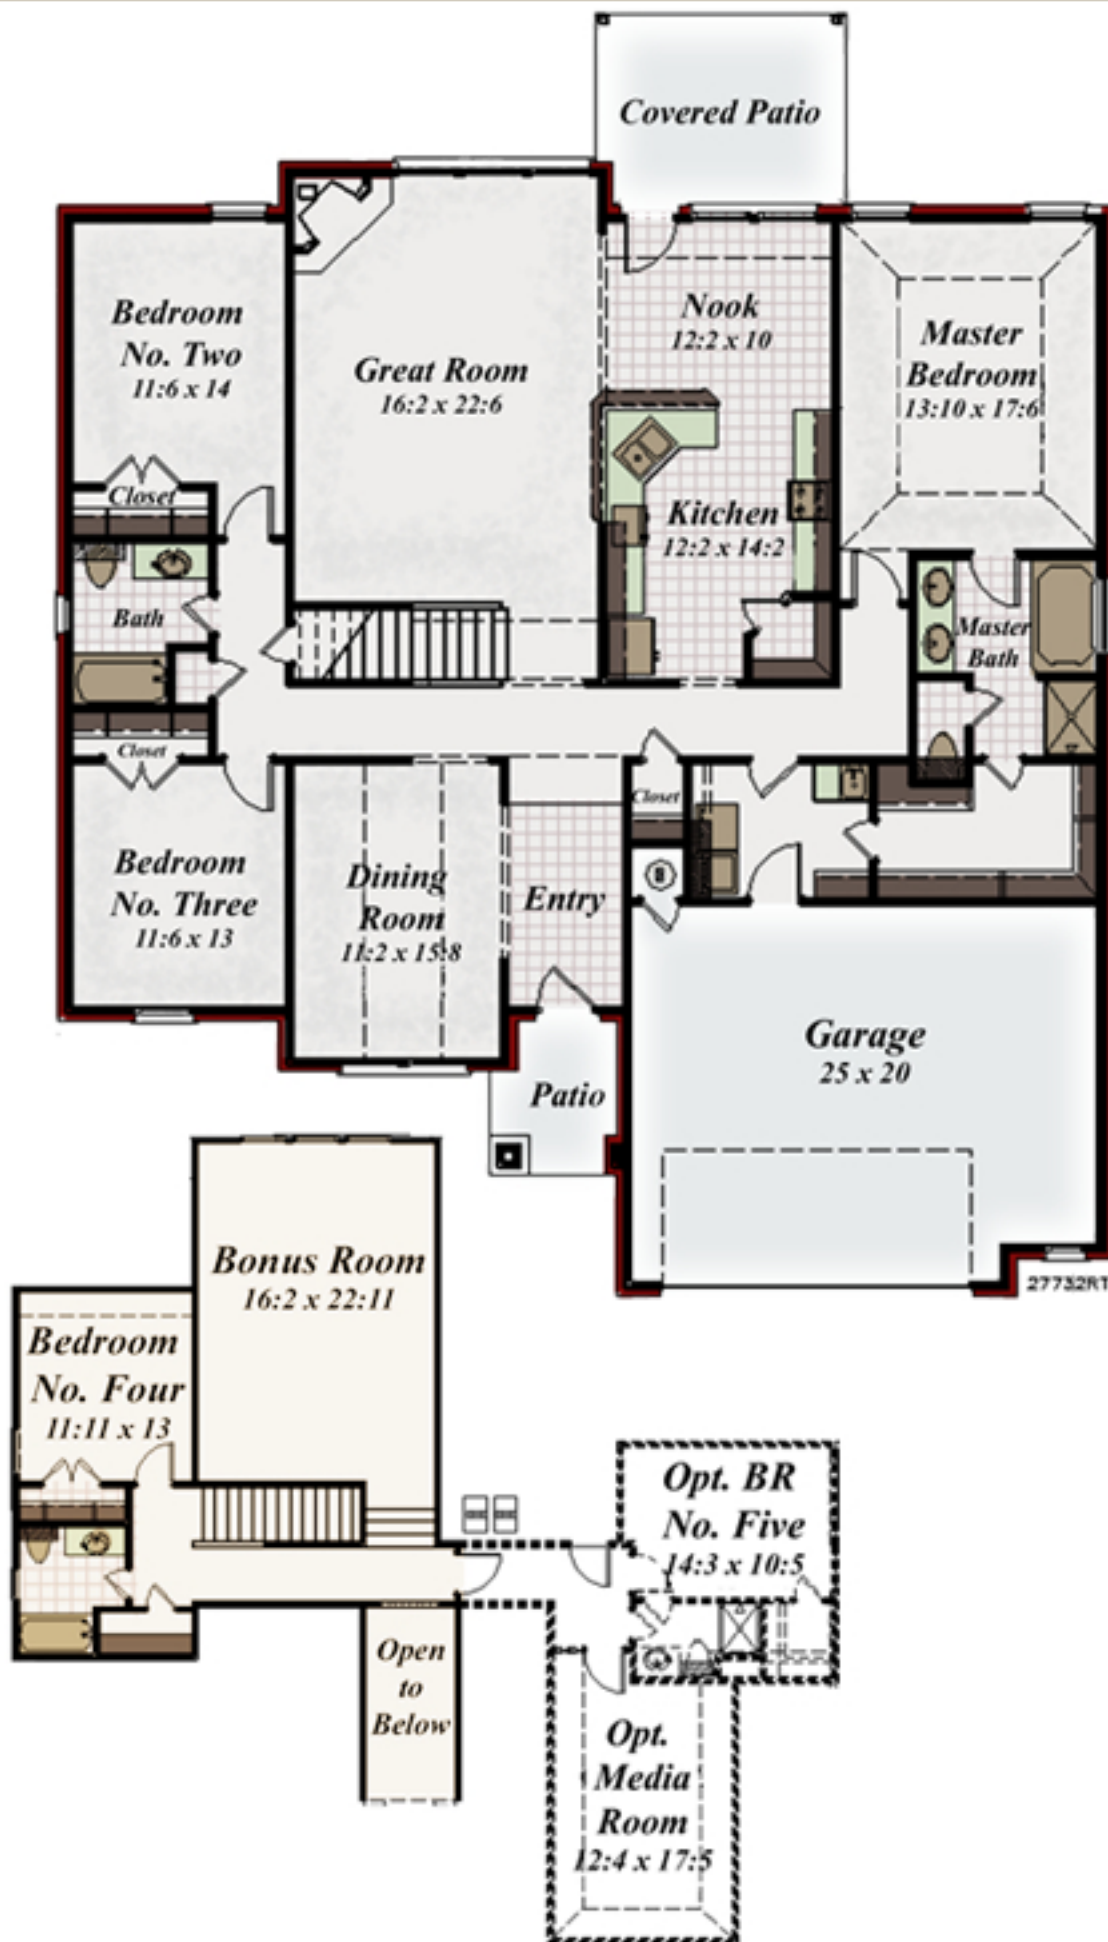 Covered Patio
Bedroom
No. Two
11:6 x 14
Great Room
16:2 x 22:6
Nook
12:2 x 10
Master
Bedroom
13:10 x 17:6
Closet
Kitchen
12:2 x 14:2
Bath
Master
Bath
Closet
Closet
Bedroom
No. Three
11:6 x 13
Dining
Room
11:2 x 15:8
Entry
Garage
25 x 20
Patio
27732RT
Bonus Room
16:2 x 22:11
Bedroom
No. Four
11:11 x 13
Opt. BR
No. Five
14:3 x 10:5
Open
to
Below
Opt.
Media
Room
12:4 x 17:5